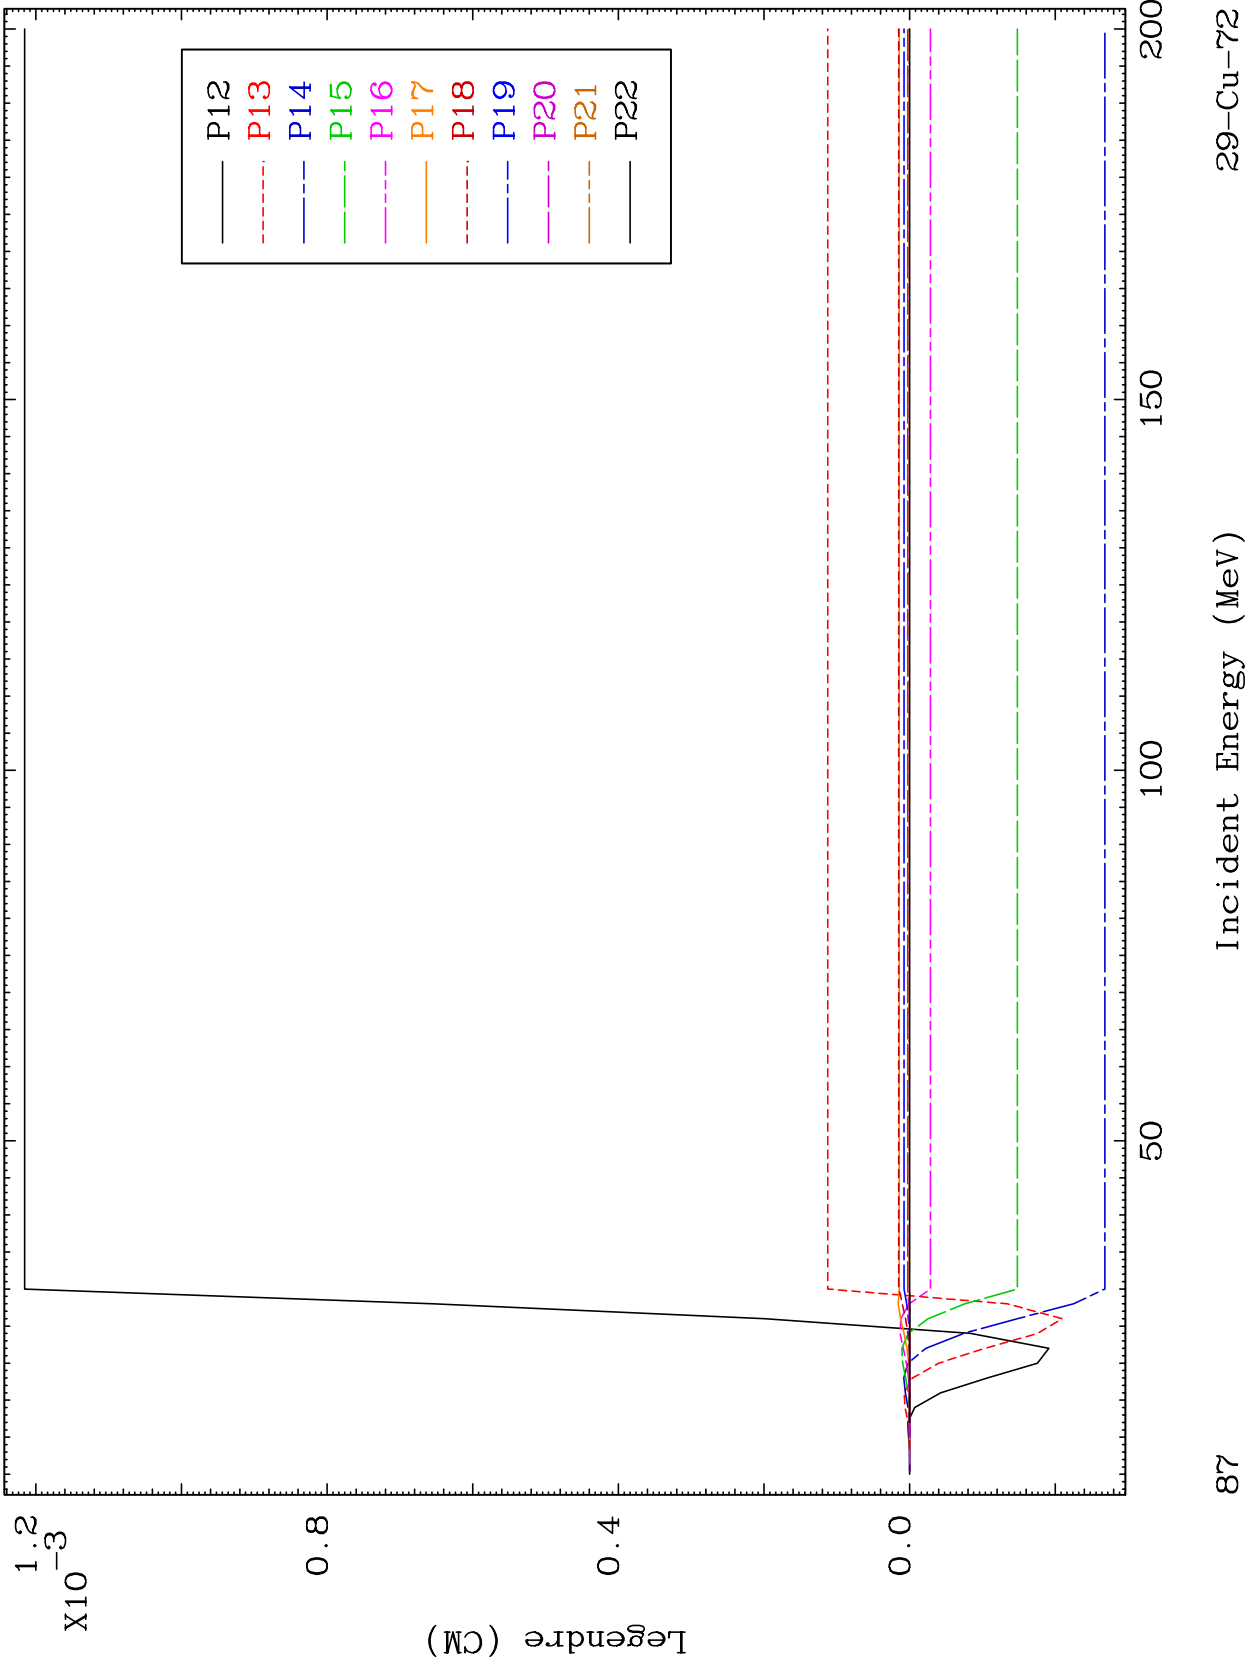 P12
P13
P14
P15
P16
P17
P18
P19
P20
P21
P22
1.2
X10-3
0.8
0.4
0.0
Legendre (CM)
50
100
150
200
Incident Energy (MeV)
87
29-Cu-72